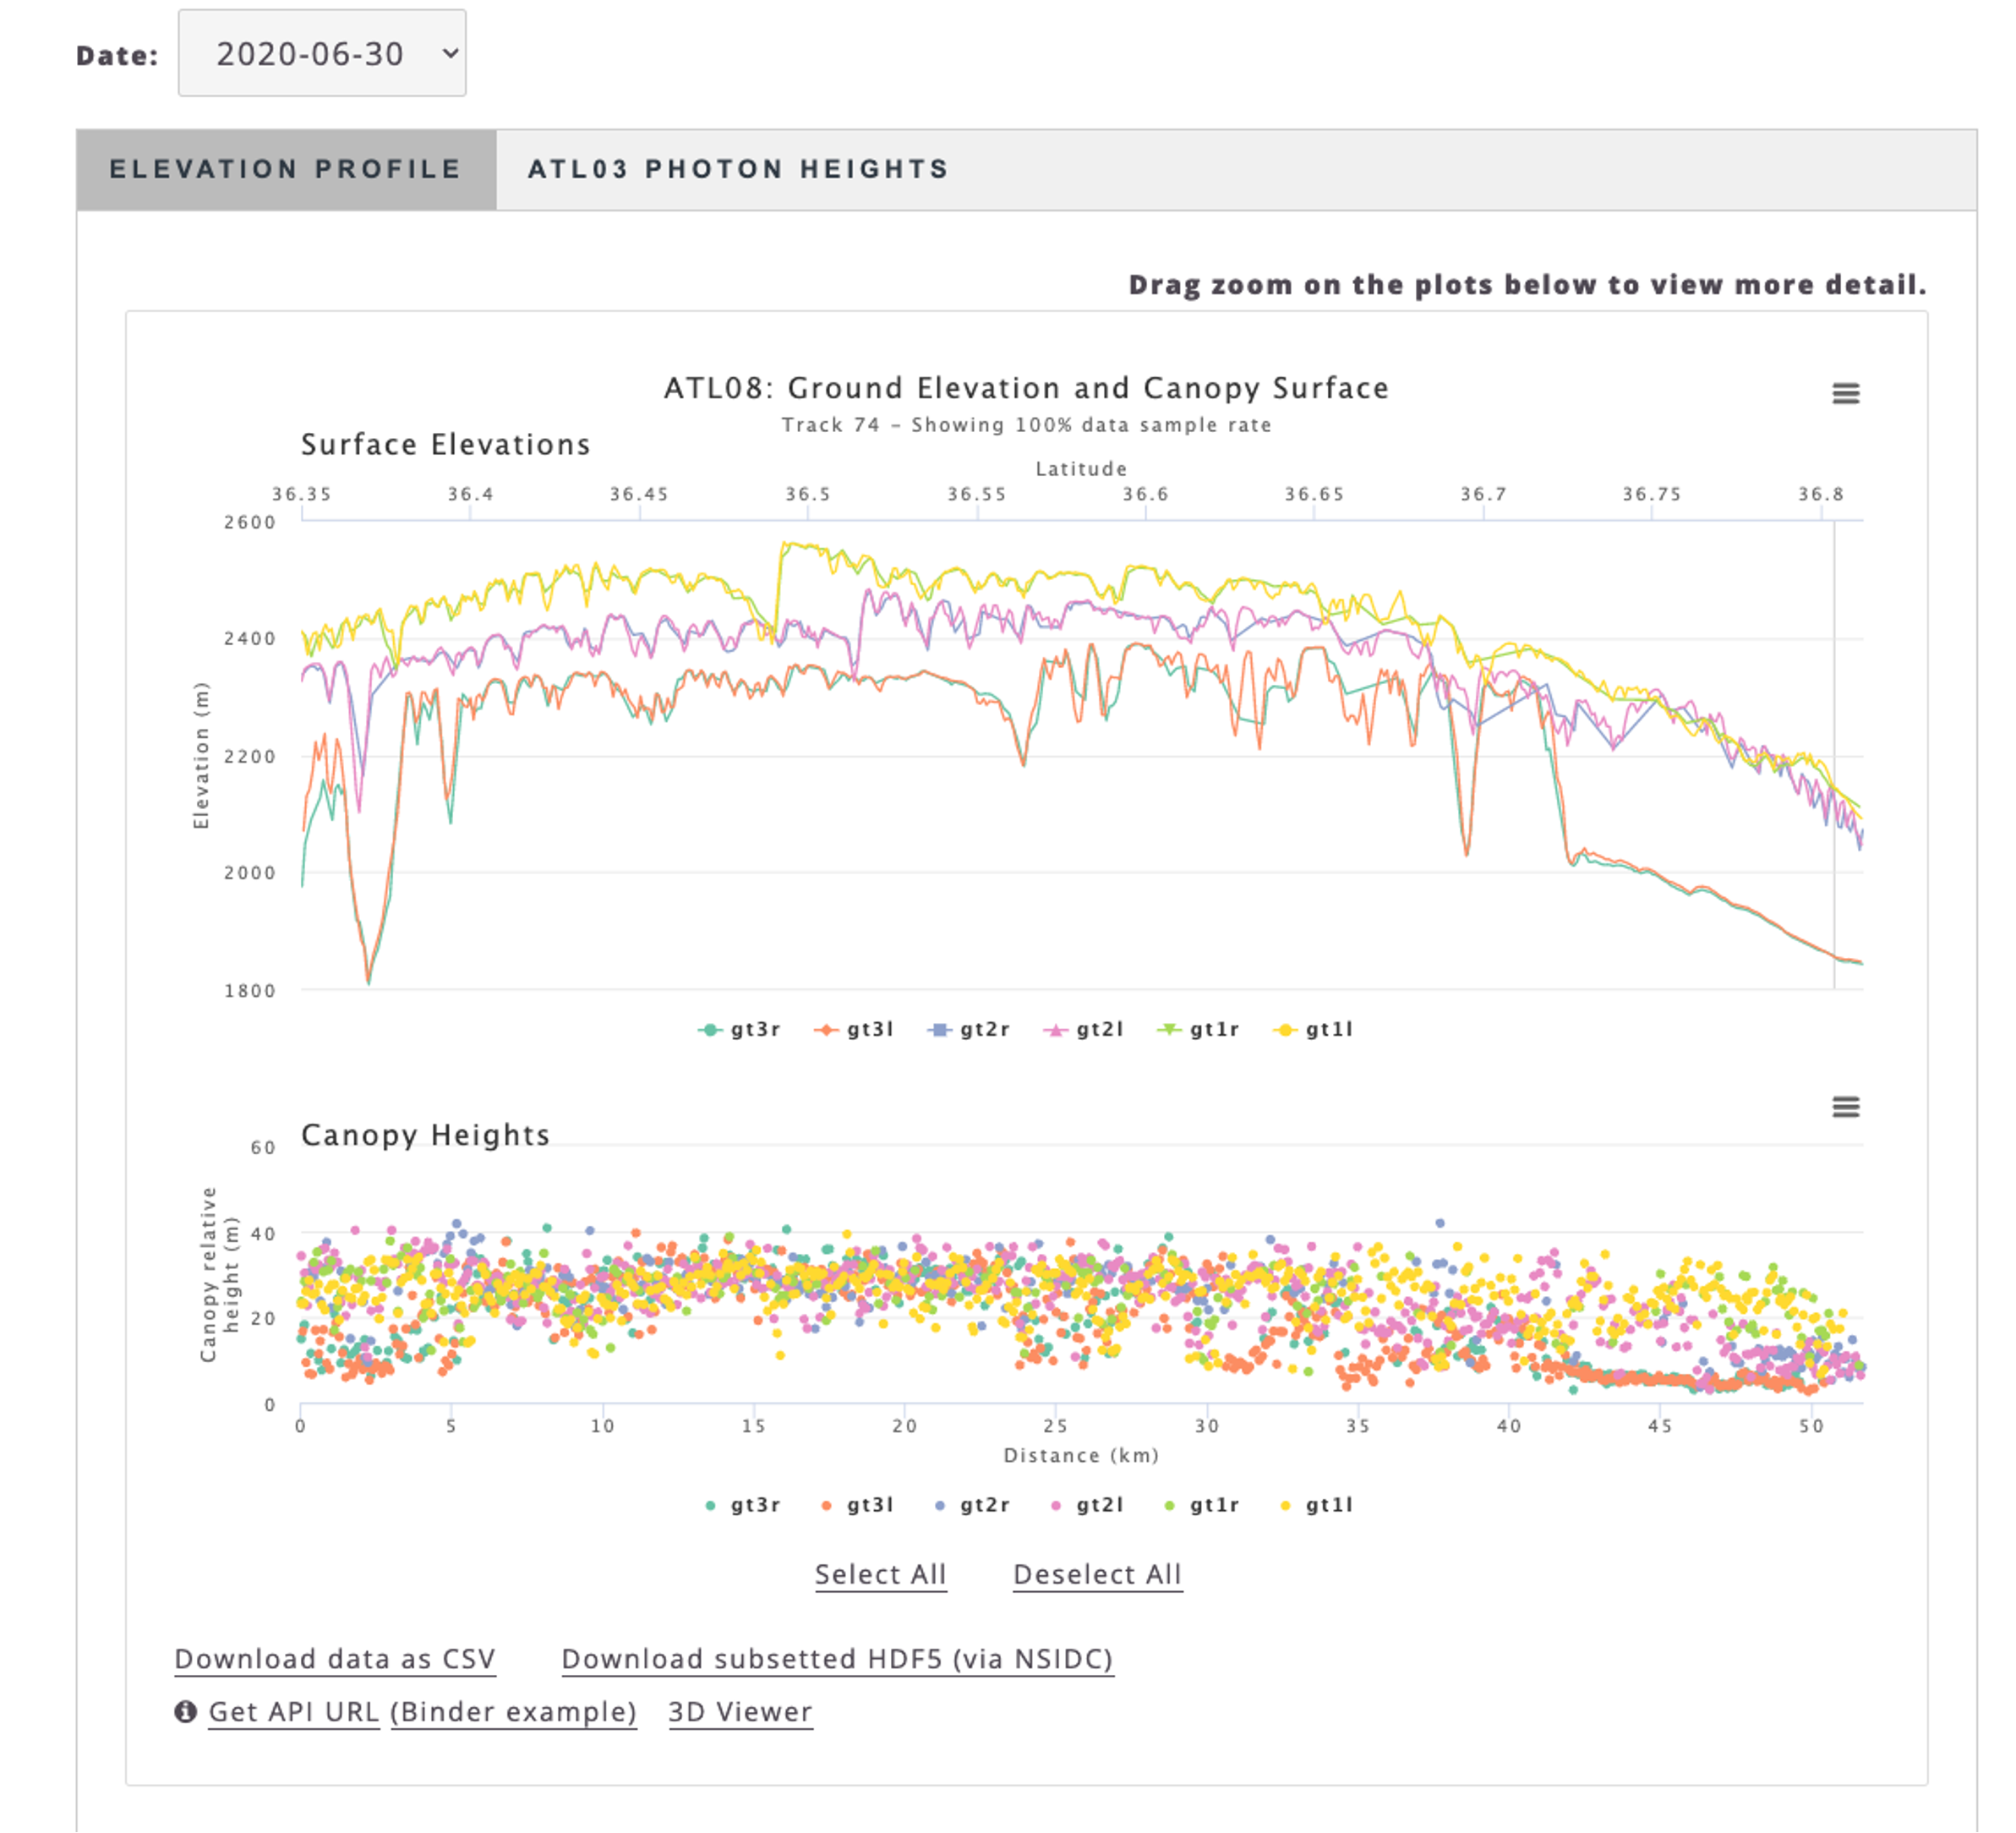 Date: 2020-06-30
ELEVATION PROFILE ATL03 PHOTON HEIGHTS
Drag zoom on the plots below to view more detail.
ATL08: Ground Elevation and Canopy Surface
Track 74 – Showing 100% data sample rate
Surface Elevations
Latitude
36.35 36.4 36.45 36.5 36.55 36.6 36.65 36.7 36.75 36.8
2600
2400
2200
2000
1800
Elevation (m)
gt3r gt3l gt2r gt2l gt1r gt1l
Canopy Heights
60
40
20
0
Canopy relative
height (m)
0 5 10 15 20 25 30 35 40 45 50
Distance (km)
gt3r gt3l gt2r gt2l gt1r gt1l
Select All Deselect All
Download data as CSV Download subsetted HDF5 (via NSIDC)
Get API URL (Binder example) 3D Viewer